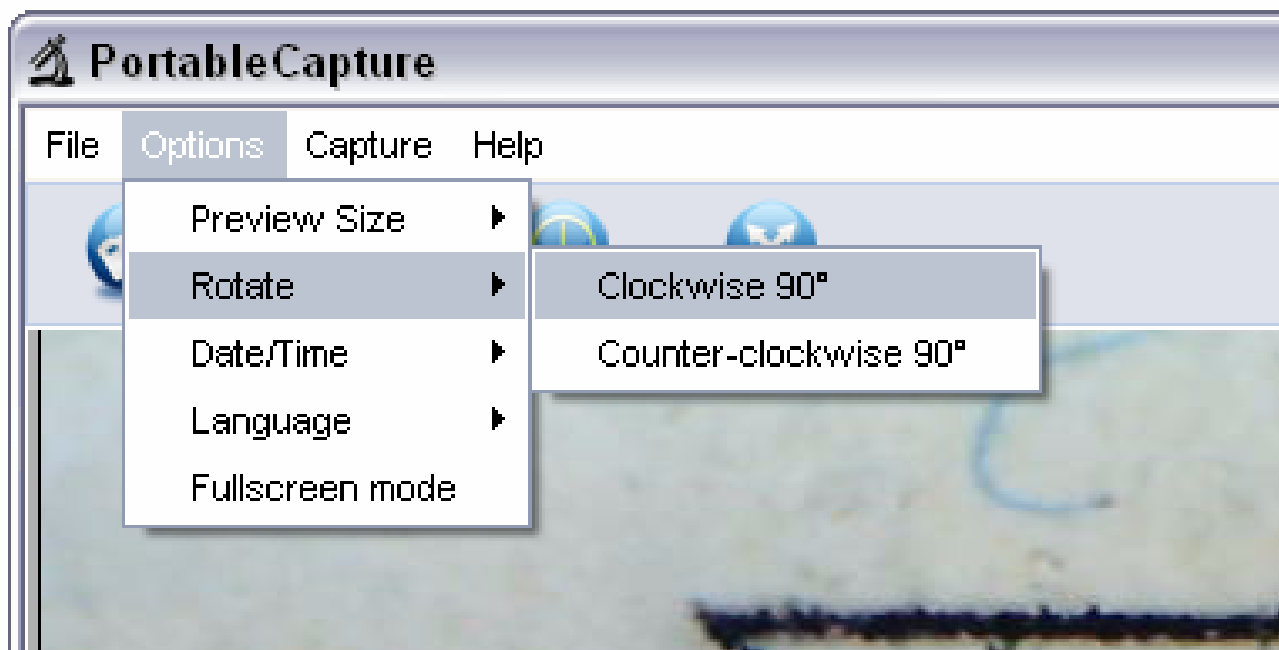 PortableCapture
File Options Capture Help
Preview Size
Rotate
Clockwise 90°
Date/Time
Counter-clockwise 90°
Language
Fullscreen mode